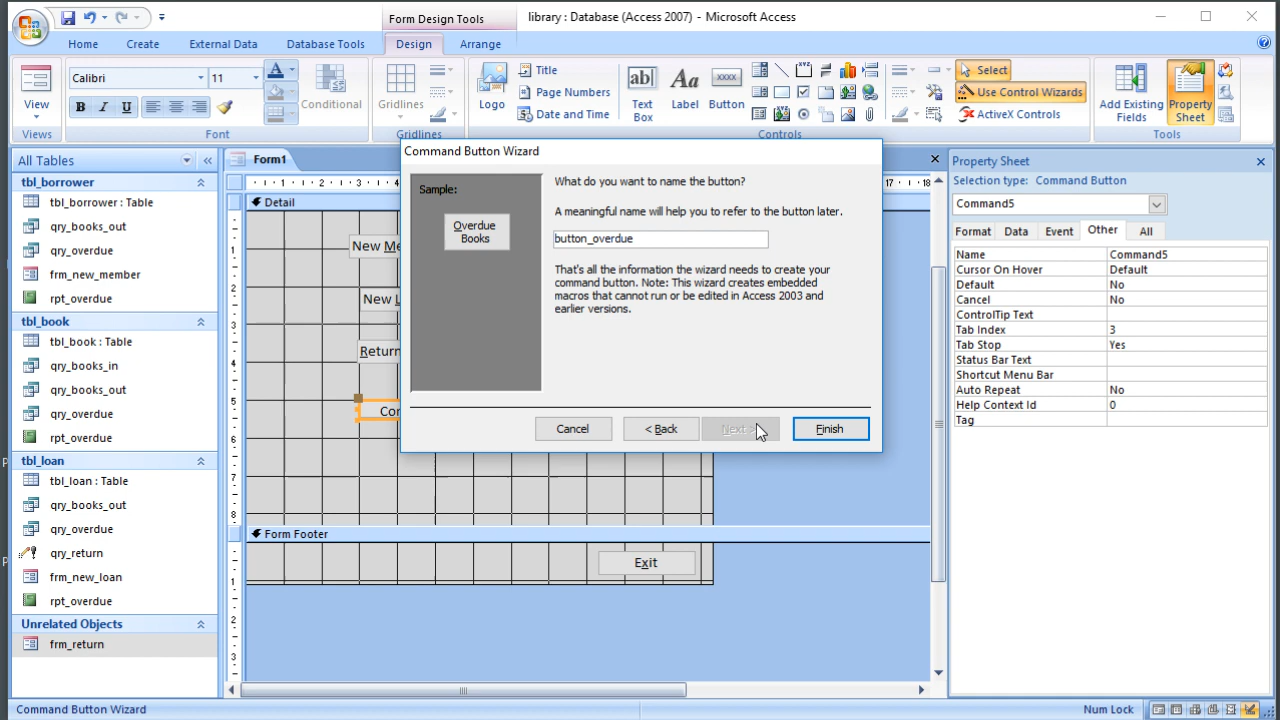 Form Design Tools
library : Database (Access 2007) - Microsoft Access
Home Create External Data Database Tools Design Arrange
View
Views
Calibri 11
B I U
Font
Conditional
Gridlines
Gridlines
Logo
Title
Page Numbers
Date and Time
Text Box
Label
Button
Controls
Select
Use Control Wizards
ActiveX Controls
Add Existing Fields
Property Sheet
Tools
All Tables
tbl_borrower
tbl_borrower : Table
qry_books_out
qry_overdue
frm_new_member
rpt_overdue
tbl_book
tbl_book : Table
qry_books_in
qry_books_out
qry_overdue
rpt_overdue
tbl_loan
tbl_loan : Table
qry_books_out
qry_overdue
qry_return
frm_new_loan
rpt_overdue
Unrelated Objects
frm_return
Form1
Detail
New Me
New L
Return
Cor
Form Footer
Exit
Command Button Wizard
Sample:
Overdue
Books
What do you want to name the button?
A meaningful name will help you to refer to the button later.
button_overdue
That's all the information the wizard needs to create your
command button. Note: This wizard creates embedded
macros that cannot run or be edited in Access 2003 and
earlier versions.
Cancel < Back Next > Finish
Property Sheet
Selection type: Command Button
Command5
Format Data Event Other All
Name Command5
Cursor On Hover Default
Default No
Cancel No
ControlTip Text
Tab Index 3
Tab Stop Yes
Status Bar Text
Shortcut Menu Bar
Auto Repeat No
Help Context Id 0
Tag
Command Button Wizard
Num Lock